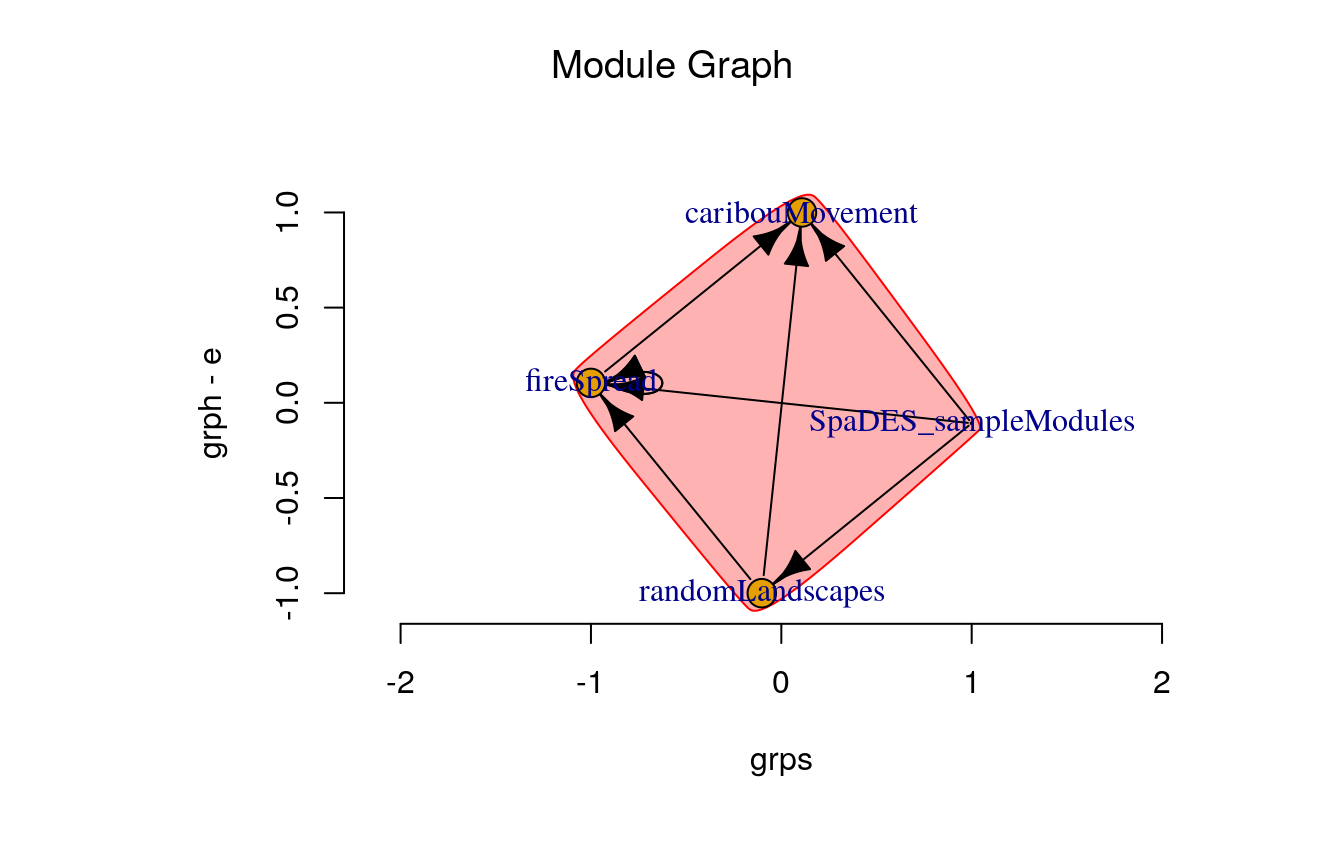 Module Graph
grph - e
1.0
0.5
0.0
-0.5
-1.0
caribouMovement
fireSpread
SpaDES_sampleModules
randomLandscapes
-2 -1 0 1 2
grps